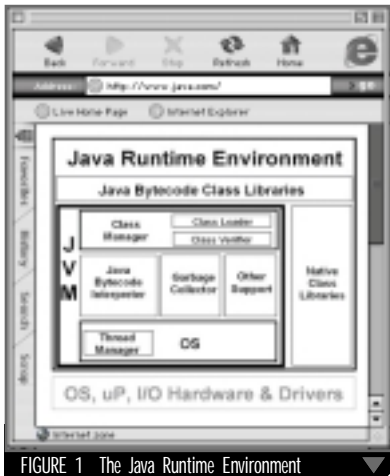 Back Forward Stop Refresh Home
Address: http://www.java.com/ > go
Live Home Page Internet Explorer
Favorites
History
Search
Scrap
Java Runtime Environment
Java Bytecode Class Libraries
JVM
Class Manager
Class Loader
Class Verifier
Java Bytecode Interpreter
Garbage Collector
Other Support
Native Class Libraries
Thread Manager
OS
OS, uP, I/O Hardware & Drivers
Internet zone
FIGURE 1 The Java Runtime Environment